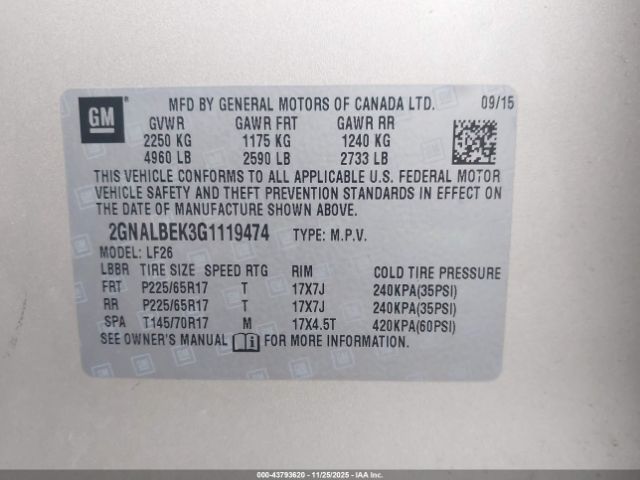 GM
MFD BY GENERAL MOTORS OF CANADA LTD. 09/15
GVWR GAWR FRT GAWR RR
2250 KG 1175 KG 1240 KG
4960 LB 2590 LB 2733 LB
THIS VEHICLE CONFORMS TO ALL APPLICABLE U.S. FEDERAL MOTOR
VEHICLE SAFETY AND THEFT PREVENTION STANDARDS IN EFFECT ON
THE DATE OF MANUFACTURE SHOWN ABOVE.
2GNALBEK3G1119474 TYPE: M.P.V.
MODEL: LF26
LBBR TIRE SIZE SPEED RTG RIM COLD TIRE PRESSURE
FRT P225/65R17 T 17X7J 240KPA(35PSI)
RR P225/65R17 T 17X7J 240KPA(35PSI)
SPA T145/70R17 M 17X4.5T 420KPA(60PSI)
SEE OWNER'S MANUAL i FOR MORE INFORMATION.
000-43793620 - 11/25/2025 - IAA Inc.